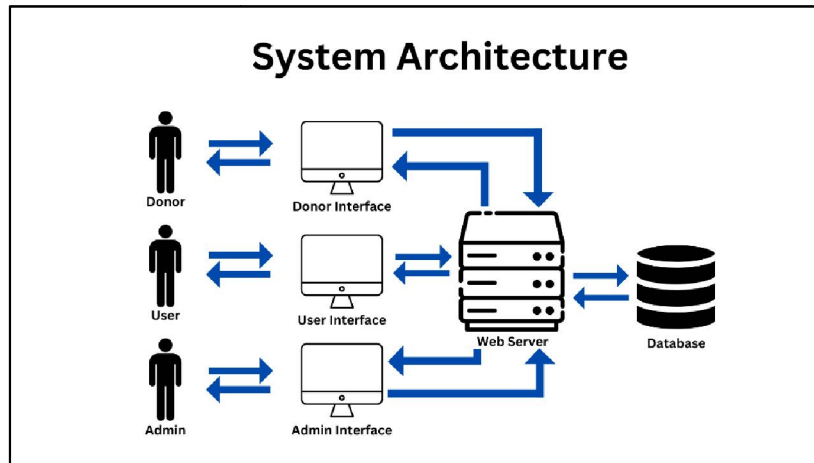 System Architecture
Donor
Donor Interface
User
User Interface
Web Server
Database
Admin
Admin Interface